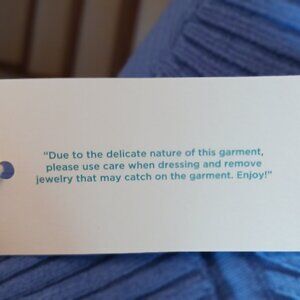 "Due to the delicate nature of this garment,
please use care when dressing and remove
jewelry that may catch on the garment. Enjoy!"